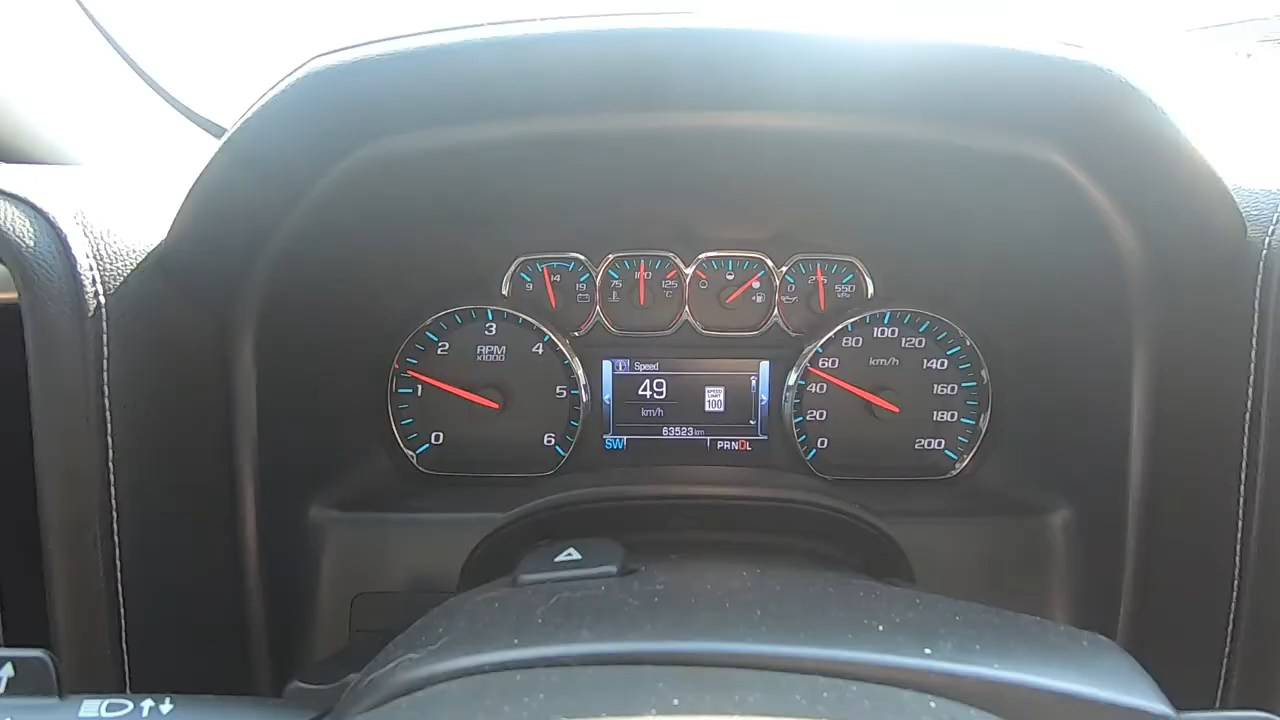 9 14 19
75 100 125
°C
0 275 550
kPa
0 1 2 3 4 5 6
RPM
x1000
Speed
49
km/h
SPEED
LIMIT
100
63523 km
SW
PRNDL
0 20 40 60 80 100 120 140 160 180 200
km/h